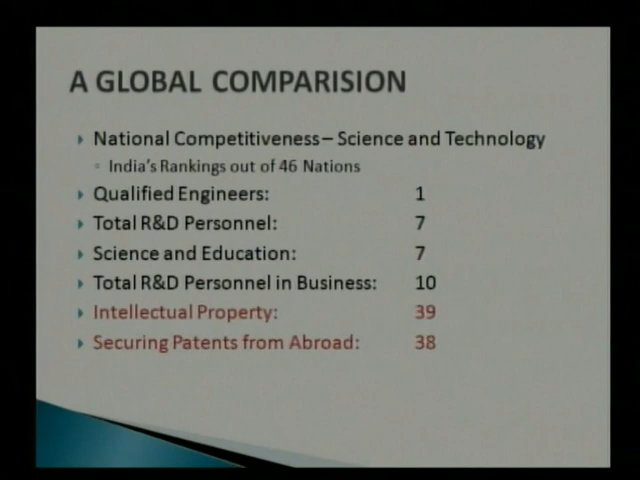 A GLOBAL COMPARISION
National Competitiveness – Science and Technology
India's Rankings out of 46 Nations
Qualified Engineers: 1
Total R&D Personnel: 7
Science and Education: 7
Total R&D Personnel in Business: 10
Intellectual Property: 39
Securing Patents from Abroad: 38